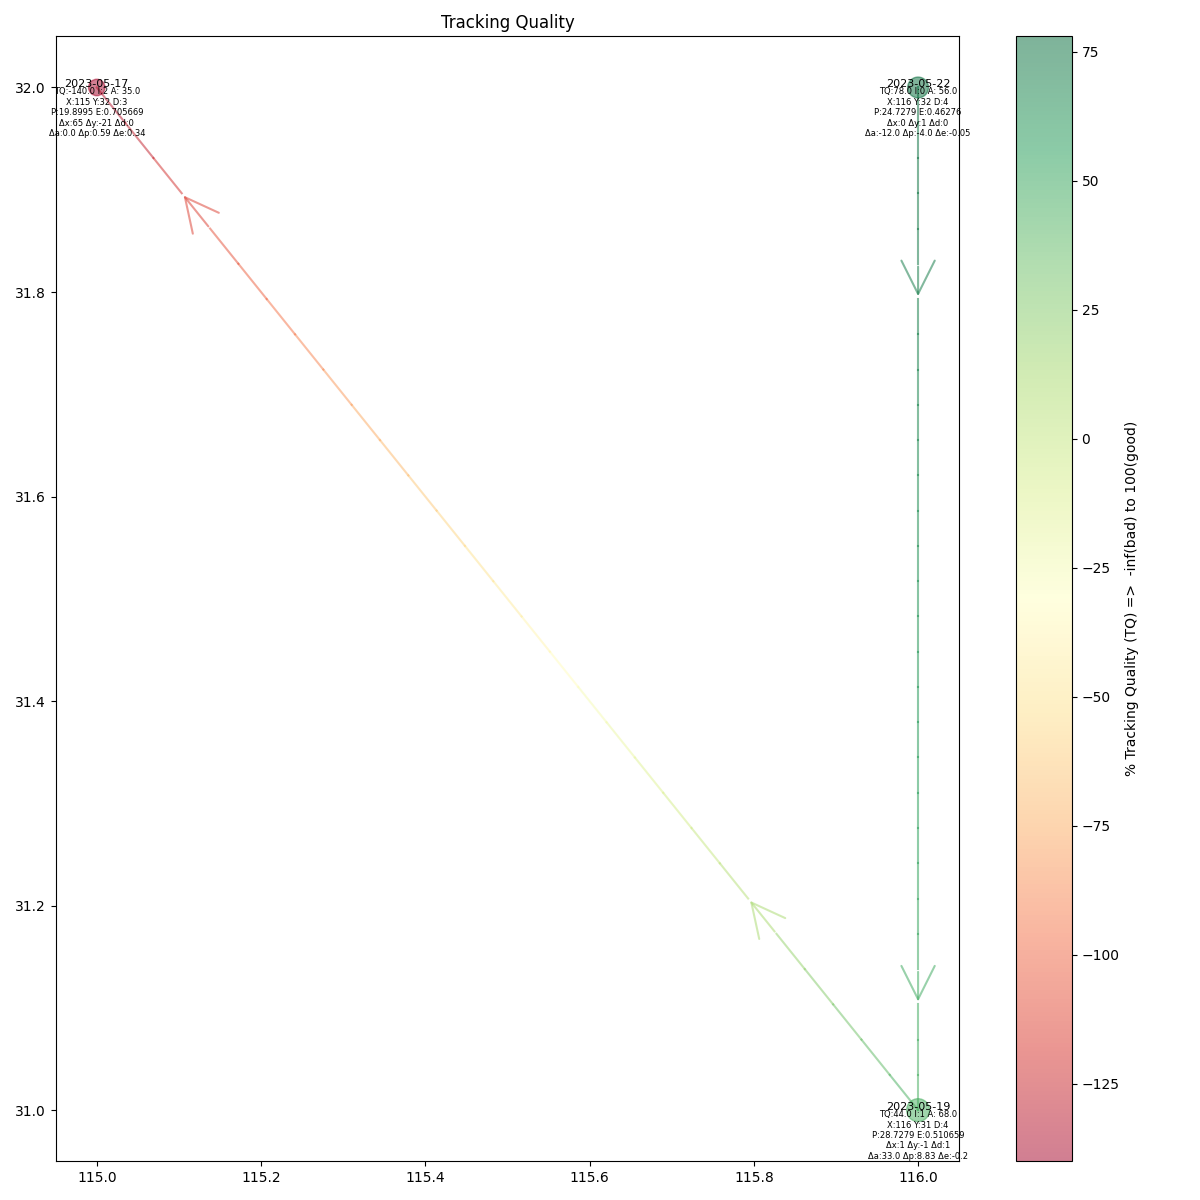 Tracking Quality
2023-05-17
TQ:-140.0 I:2 A: 35.0
X:115 Y:32 D:3
P:19.8995 E:0.705669
Δx:65 Δy:-21 Δd:0
Δa:0.0 Δp:0.59 Δe:0.34
2023-05-22
TQ:78.0 I:0 A: 56.0
X:116 Y:32 D:4
P:24.7279 E:0.46276
Δx:0 Δy:1 Δd:0
Δa:-12.0 Δp:-4.0 Δe:-0.05
2023-05-19
TQ:44.0 I:1 A: 68.0
X:116 Y:31 D:4
P:28.7279 E:0.510659
Δx:1 Δy:-1 Δd:1
Δa:33.0 Δp:8.83 Δe:-0.2
32.0
31.8
31.6
31.4
31.2
31.0
115.0
115.2
115.4
115.6
115.8
116.0
75
50
25
0
−25
−50
−75
−100
−125
% Tracking Quality (TQ) => -inf(bad) to 100(good)